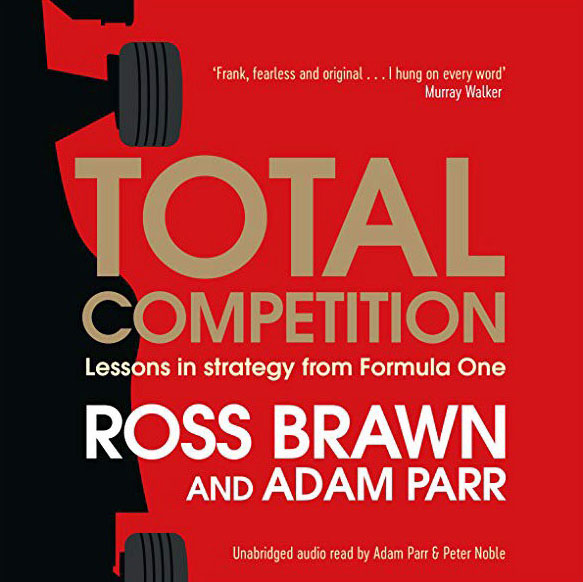 ‘Frank, fearless and original . . . I hung on every word’
Murray Walker
TOTAL
COMPETITION
Lessons in strategy from Formula One
ROSS BRAWN
AND ADAM PARR
Unabridged audio read by Adam Parr & Peter Noble